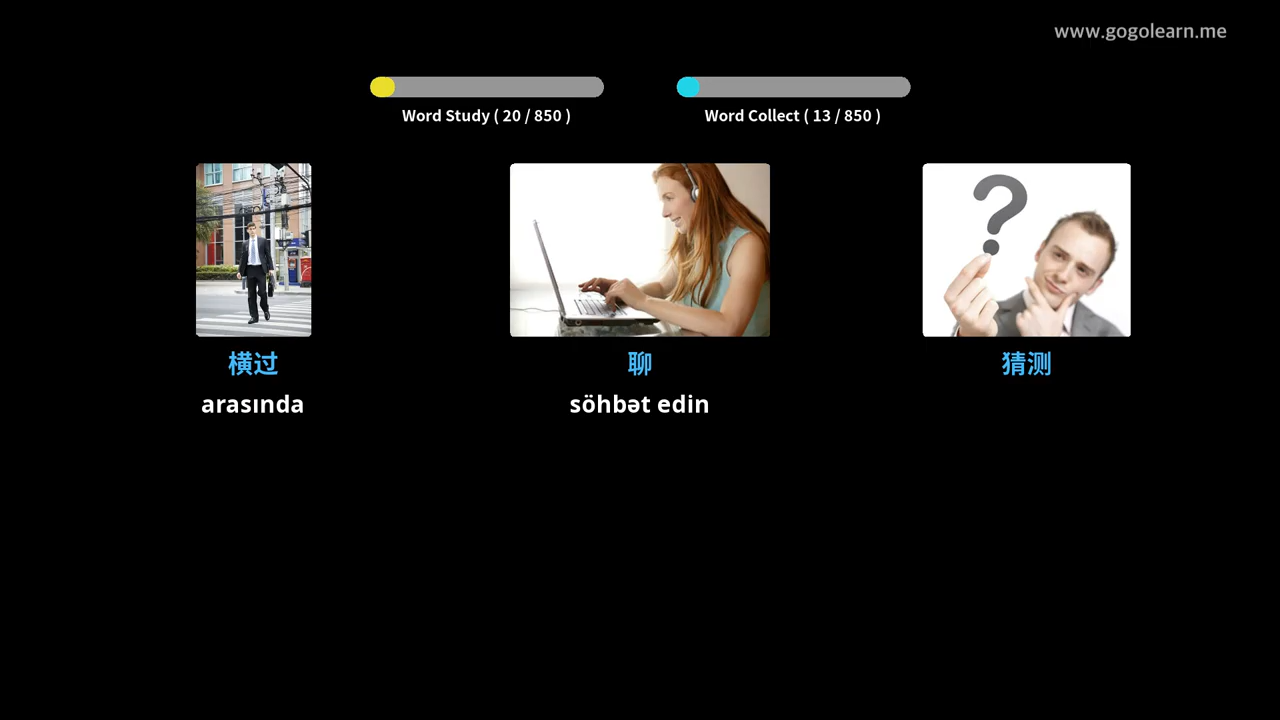 www.gogolearn.me
Word Study ( 20 / 850 )
Word Collect ( 13 / 850 )
横过
聊
猜测
arasında
söhbət edin